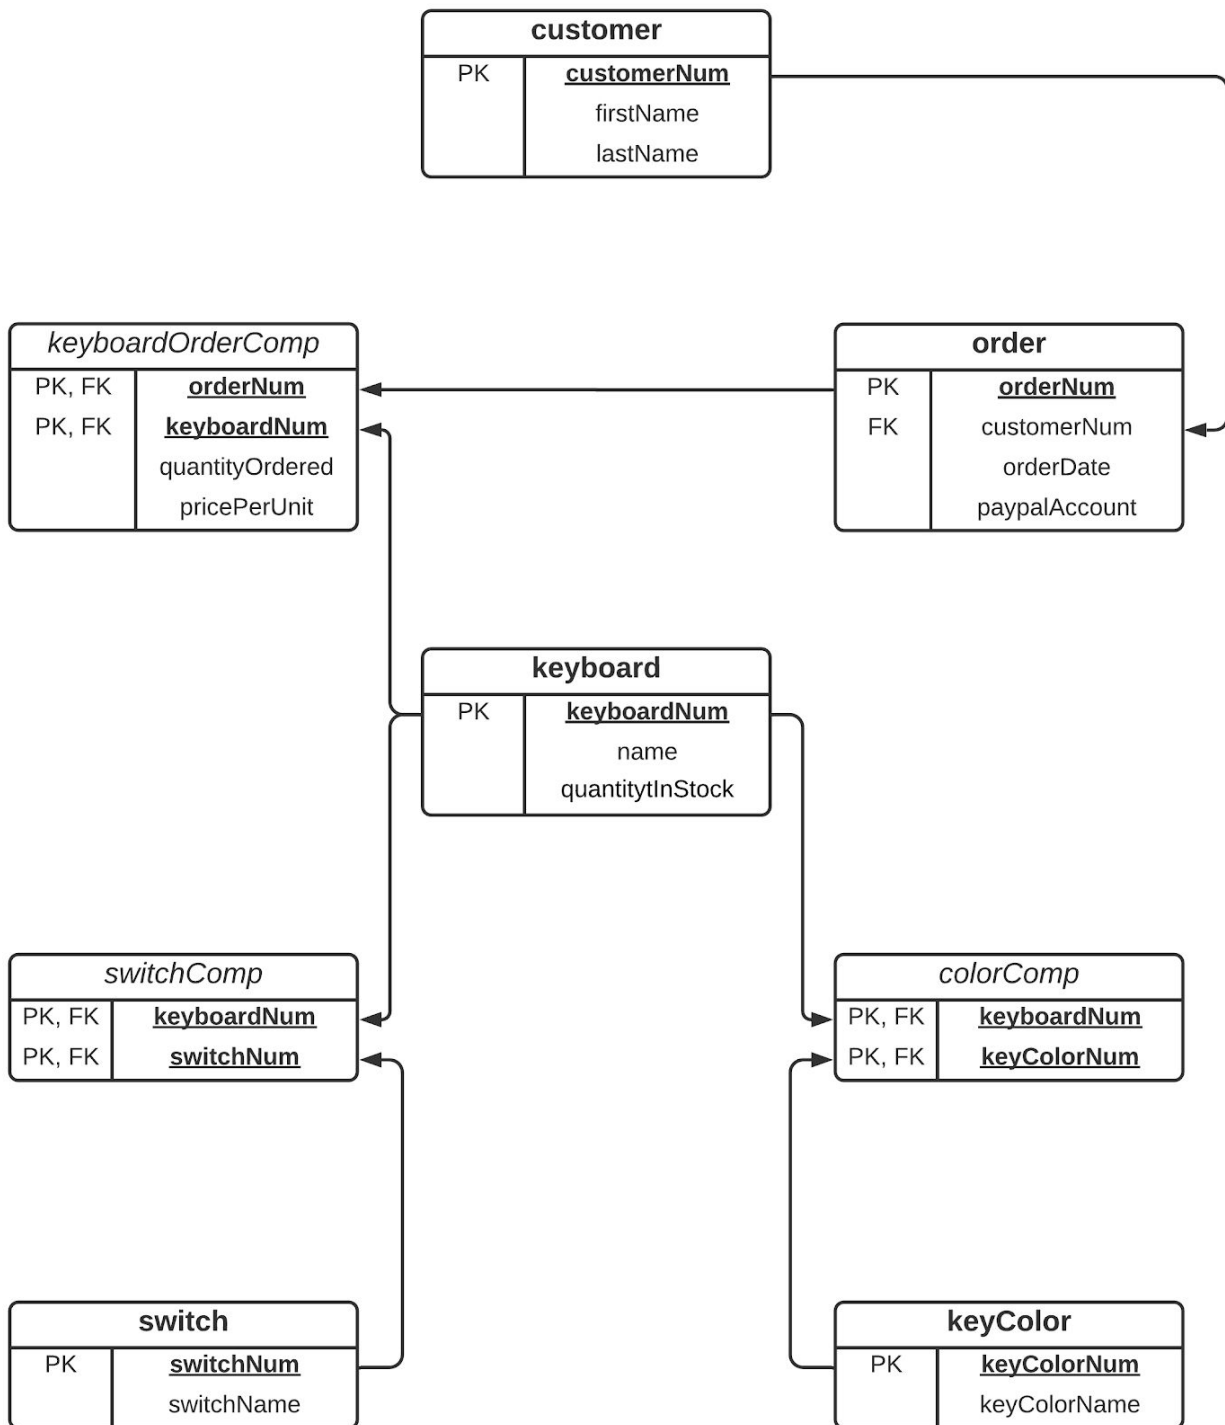 customer
PK customerNum
firstName
lastName
keyboardOrderComp
PK, FK orderNum
PK, FK keyboardNum
quantityOrdered
pricePerUnit
order
PK orderNum
FK customerNum
orderDate
paypalAccount
keyboard
PK keyboardNum
name
quantitytInStock
switchComp
PK, FK keyboardNum
PK, FK switchNum
colorComp
PK, FK keyboardNum
PK, FK keyColorNum
switch
PK switchNum
switchName
keyColor
PK keyColorNum
keyColorName